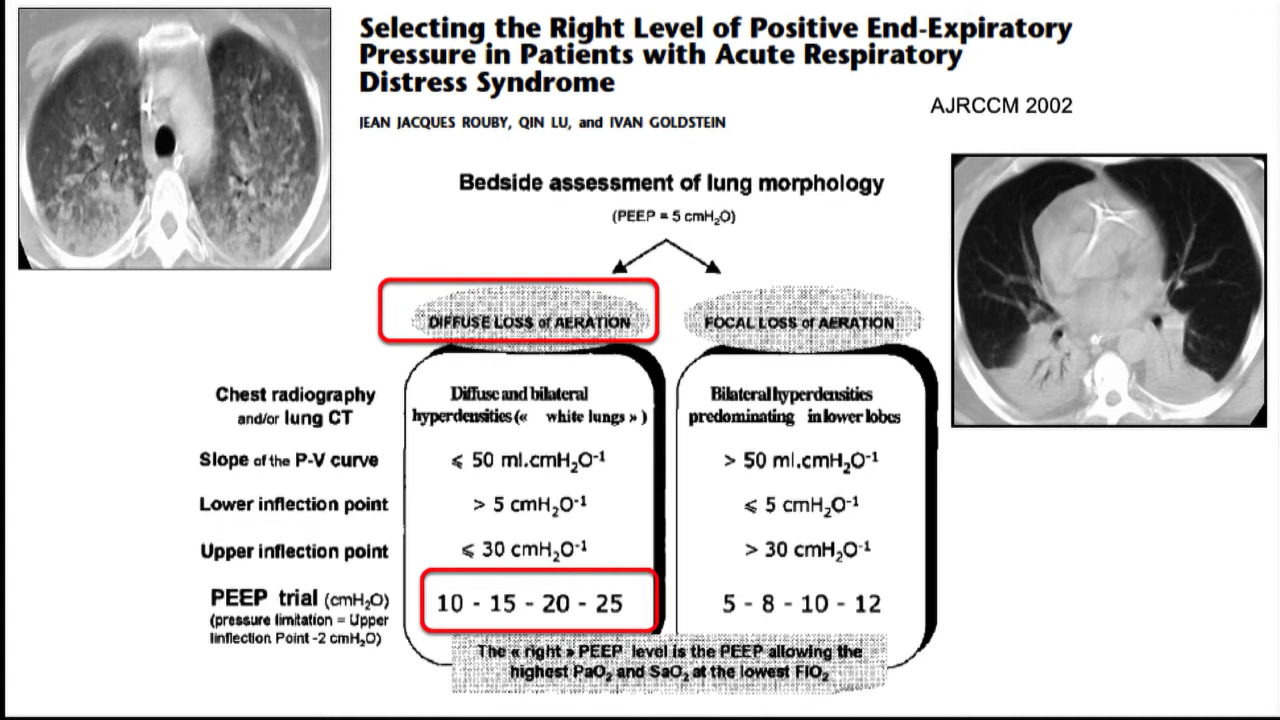 Selecting the Right Level of Positive End-Expiratory
Pressure in Patients with Acute Respiratory
Distress Syndrome
AJRCCM 2002
JEAN JACQUES ROUBY, QIN LU, and IVAN GOLDSTEIN
Bedside assessment of lung morphology
(PEEP = 5 cmH₂O)
DIFFUSE LOSS of AERATION
FOCAL LOSS of AERATION
Chest radiography
and/or lung CT
Diffuse and bilateral
hyperdensities (« white lungs » )
Bilateral hyperdensities
predominating in lower lobes
Slope of the P-V curve
⩽ 50 ml.cmH₂O⁻¹
> 50 ml.cmH₂O⁻¹
Lower inflection point
> 5 cmH₂O⁻¹
⩽ 5 cmH₂O⁻¹
Upper inflection point
⩽ 30 cmH₂O⁻¹
> 30 cmH₂O⁻¹
PEEP trial (cmH₂O)
(pressure limitation = Upper
Iinflection Point -2 cmH₂O)
10 - 15 - 20 - 25
5 - 8 - 10 - 12
The « right » PEEP level is the PEEP allowing the
highest PaO₂ and SaO₂ at the lowest FIO₂